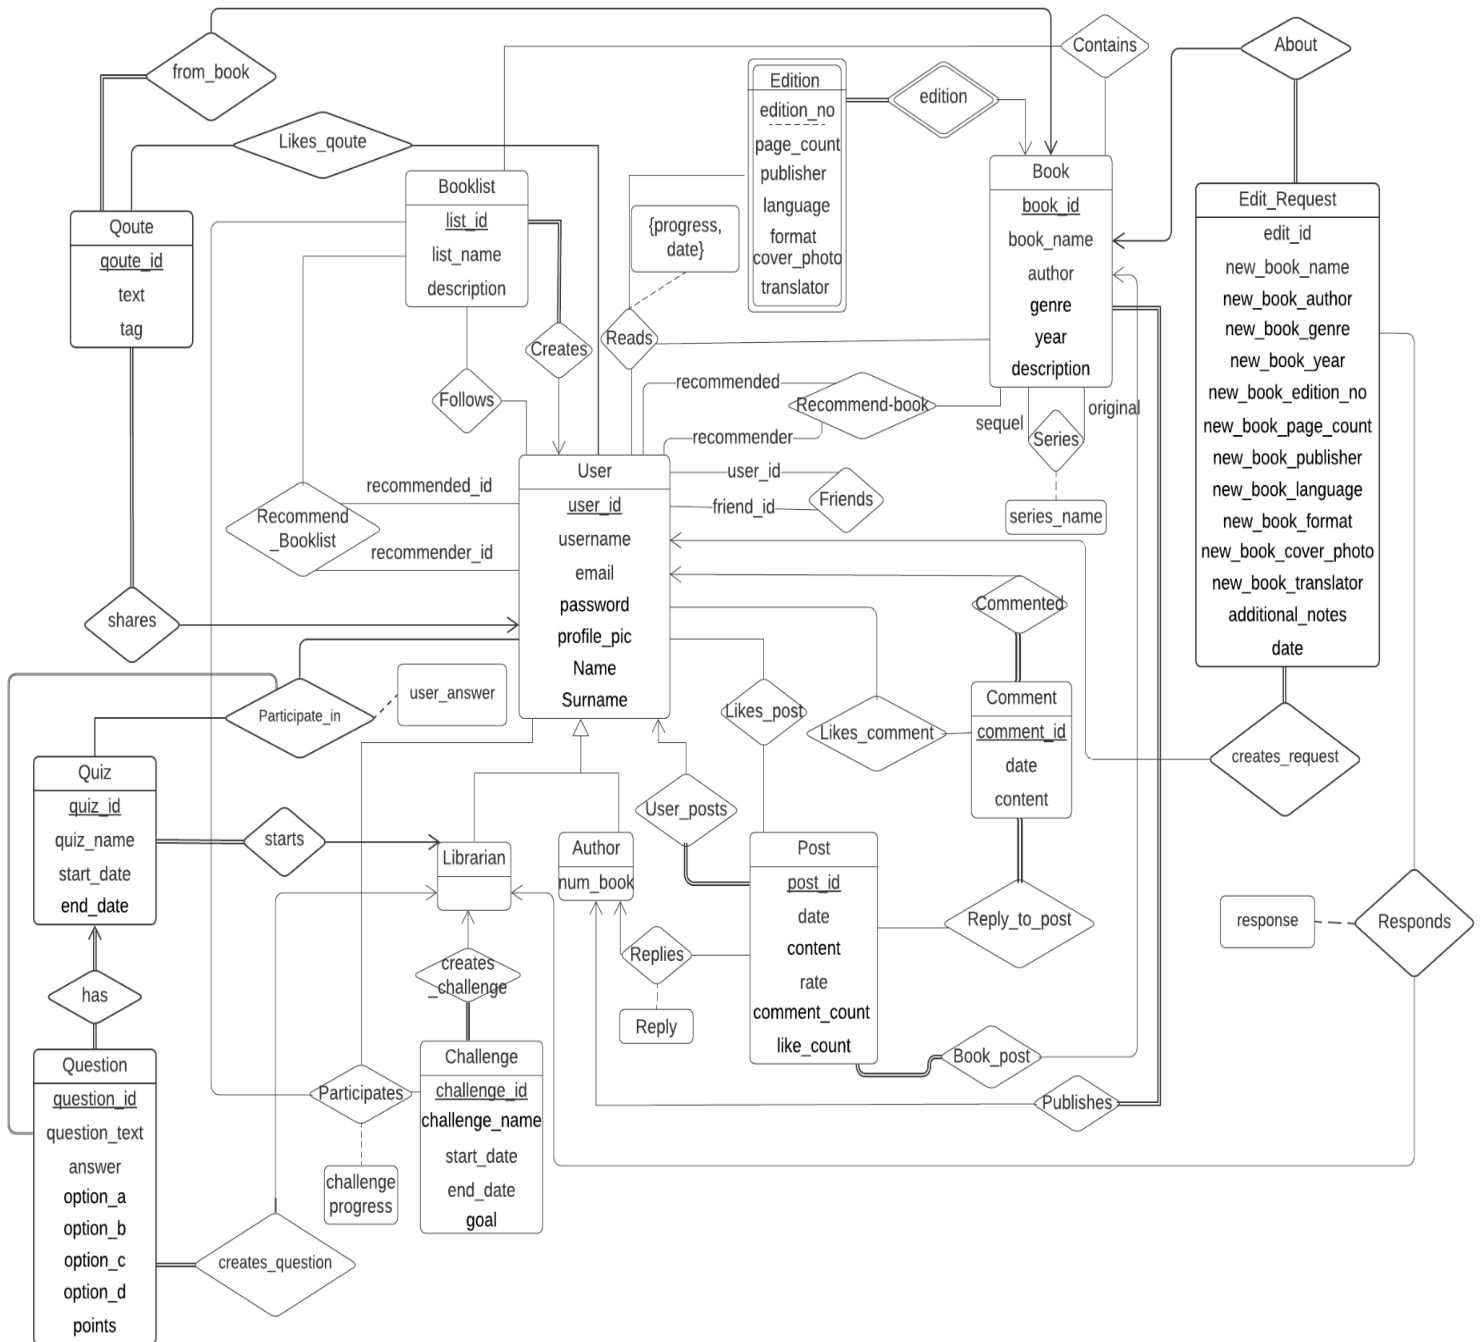 from_book
Likes_qoute
Contains
About
edition
Edition
edition_no
page_count
publisher
language
format
cover_photo
translator
{progress,
date}
Booklist
list_id
list_name
description
Book
book_id
book_name
author
genre
year
description
Edit_Request
edit_id
new_book_name
new_book_author
new_book_genre
new_book_year
new_book_edition_no
new_book_page_count
new_book_publisher
new_book_language
new_book_format
new_book_cover_photo
new_book_translator
additional_notes
date
Qoute
qoute_id
text
tag
Creates
Reads
Follows
recommended
Recommend-book
recommender
sequel
original
Series
series_name
User
user_id
username
email
password
profile_pic
Name
Surname
user_id
friend_id
Friends
recommended_id
Recommend
_Booklist
recommender_id
shares
Commented
Participate_in
user_answer
Likes_post
Likes_comment
Comment
comment_id
date
content
creates_request
Quiz
quiz_id
quiz_name
start_date
end_date
starts
Librarian
Author
num_book
User_posts
Post
post_id
date
content
rate
comment_count
like_count
Reply_to_post
response
Responds
has
creates
_challenge
Replies
Reply
Book_post
Publishes
Question
question_id
question_text
answer
option_a
option_b
option_c
option_d
points
Participates
challenge
progress
Challenge
challenge_id
challenge_name
start_date
end_date
goal
creates_question